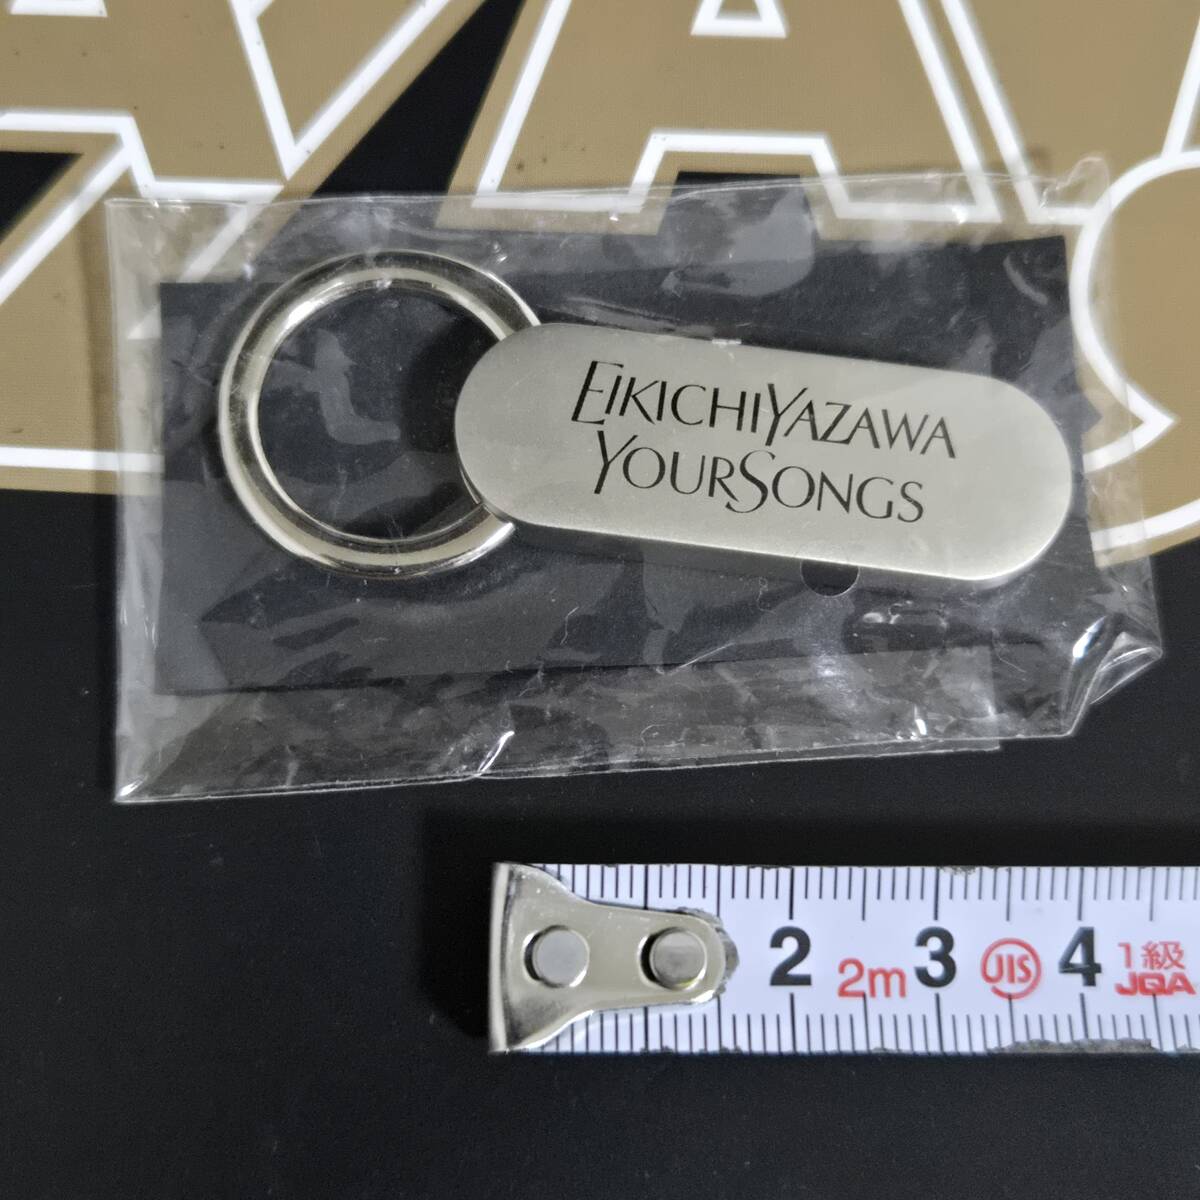 EIKICHI YAZAWA
YOUR SONGS
2 2m 3 JIS 4 1級
JQA